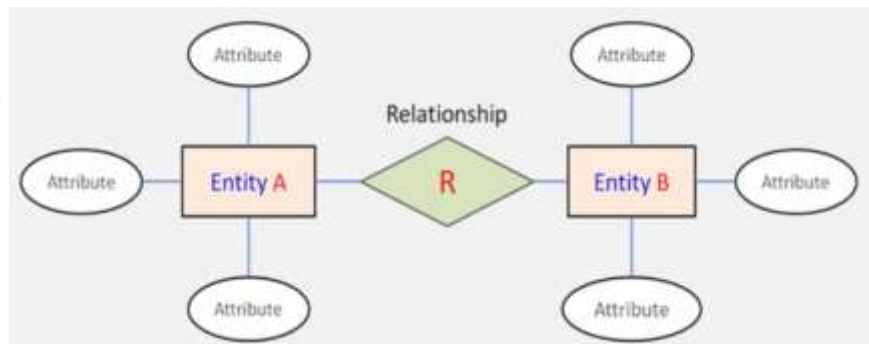 Attribute
Attribute
Relationship
Attribute
Entity A
R
Entity B
Attribute
Attribute
Attribute